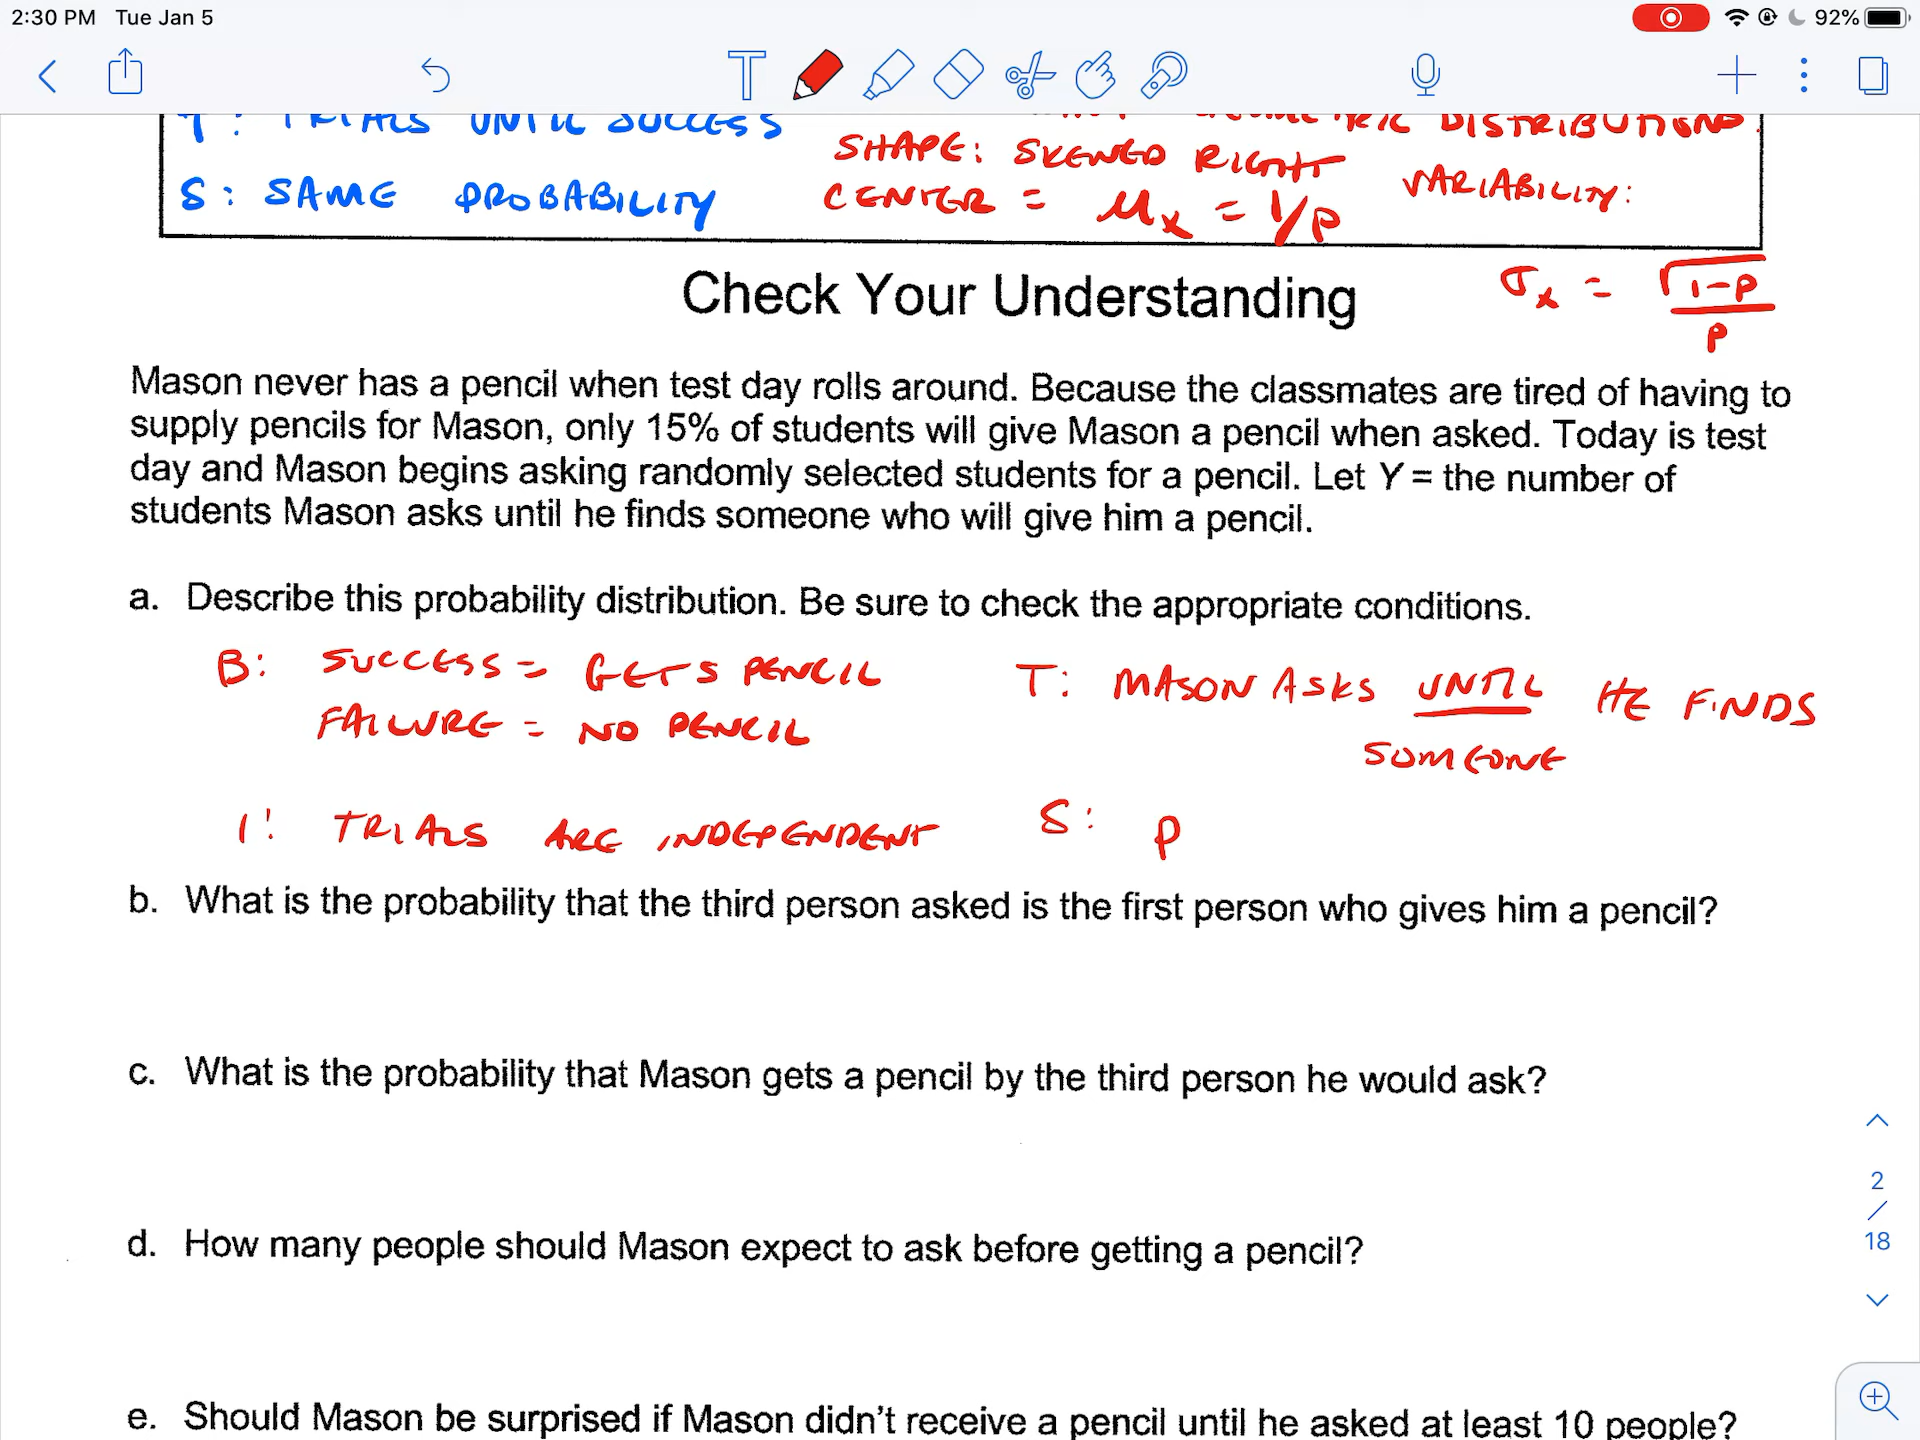 2:30 PM Tue Jan 5
92%
T: TRIALS UNTIL SUCCESS
DISTRIBUTIONS
SHAPE: SKEWED RIGHT
VARIABILITY:
S: SAME PROBABILITY
CENTER = μx = 1/p
Check Your Understanding
σx = √1-p / p
Mason never has a pencil when test day rolls around. Because the classmates are tired of having to
supply pencils for Mason, only 15% of students will give Mason a pencil when asked. Today is test
day and Mason begins asking randomly selected students for a pencil. Let Y = the number of
students Mason asks until he finds someone who will give him a pencil.
a. Describe this probability distribution. Be sure to check the appropriate conditions.
B: SUCCESS = GETS PENCIL
FAILURE = NO PENCIL
T: MASON ASKS UNTIL HE FINDS
SOMEONE
I: TRIALS ARE INDEPENDENT
S: P
b. What is the probability that the third person asked is the first person who gives him a pencil?
c. What is the probability that Mason gets a pencil by the third person he would ask?
d. How many people should Mason expect to ask before getting a pencil?
2
/
18
e. Should Mason be surprised if Mason didn't receive a pencil until he asked at least 10 people?